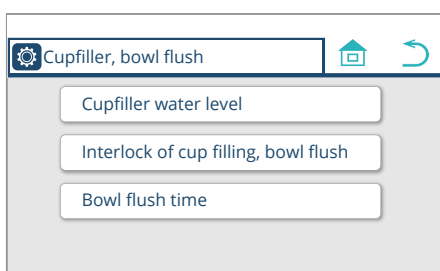 Cupfiller, bowl flush
Cupfiller water level
Interlock of cup filling, bowl flush
Bowl flush time